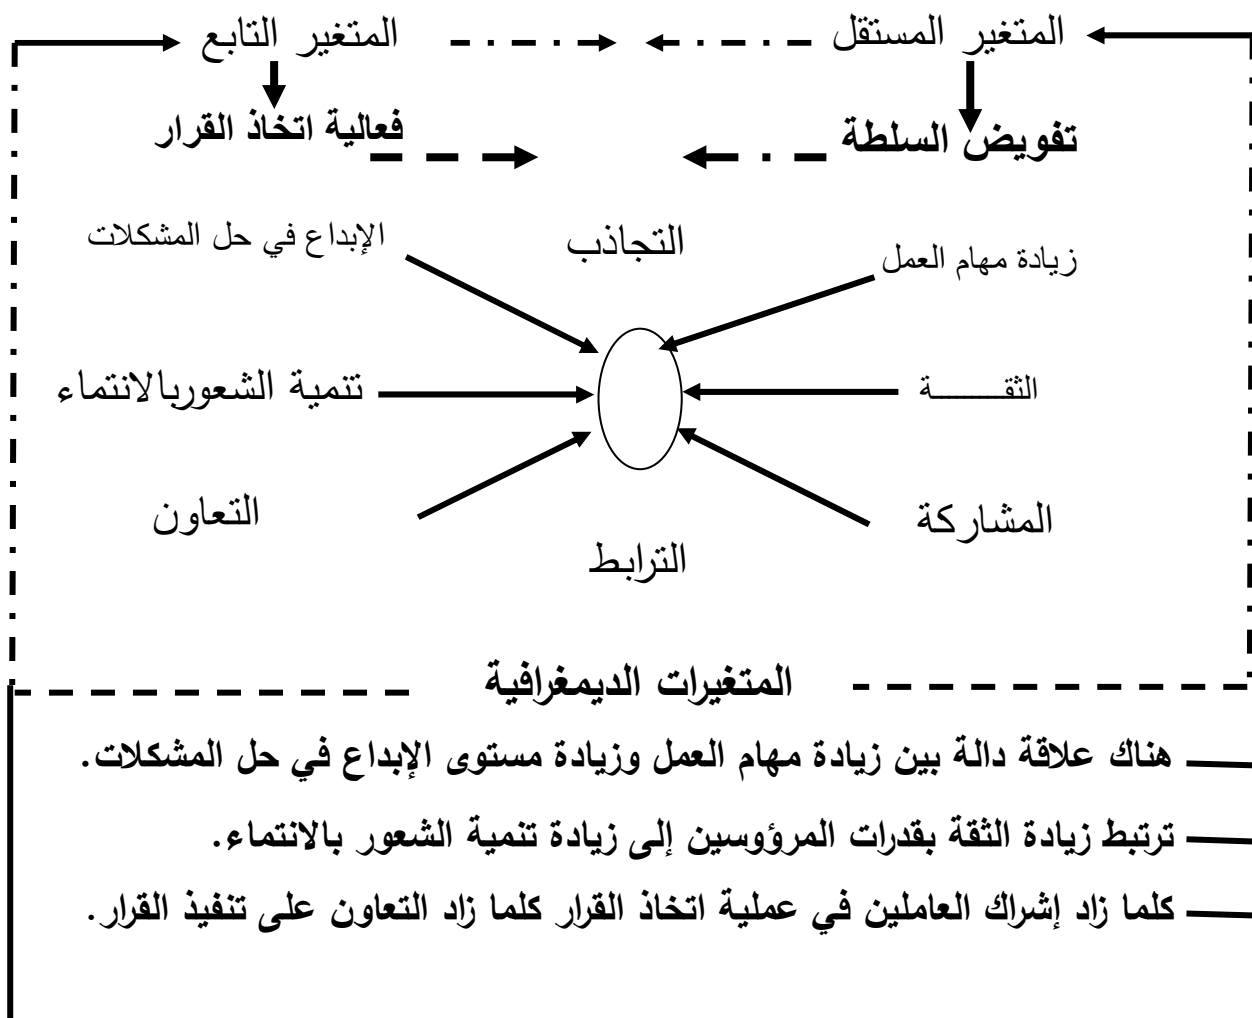 المتغير المستقل المتغير التابع
تفويض السلطة فعالية اتخاذ القرار
زيادة مهام العمل التجاذب الإبداع في حل المشكلات
الثقـــــــة تنمية الشعوربالانتماء
المشاركة التعاون
الترابط
المتغيرات الديمغرافية
هناك علاقة دالة بين زيادة مهام العمل وزيادة مستوى الإبداع في حل المشكلات.
ترتبط زيادة الثقة بقدرات المرؤوسين إلى زيادة تنمية الشعور بالانتماء.
كلما زاد إشراك العاملين في عملية اتخاذ القرار كلما زاد التعاون على تنفيذ القرار.